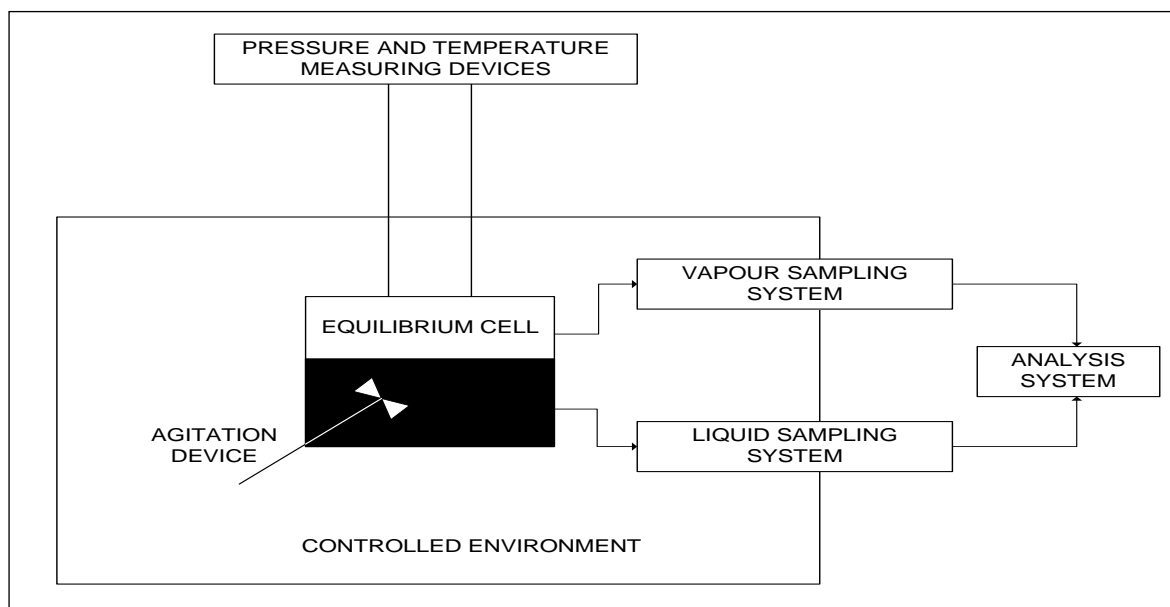 PRESSURE AND TEMPERATURE
MEASURING DEVICES
VAPOUR SAMPLING
SYSTEM
EQUILIBRIUM CELL
ANALYSIS
SYSTEM
AGITATION
DEVICE
LIQUID SAMPLING
SYSTEM
CONTROLLED ENVIRONMENT